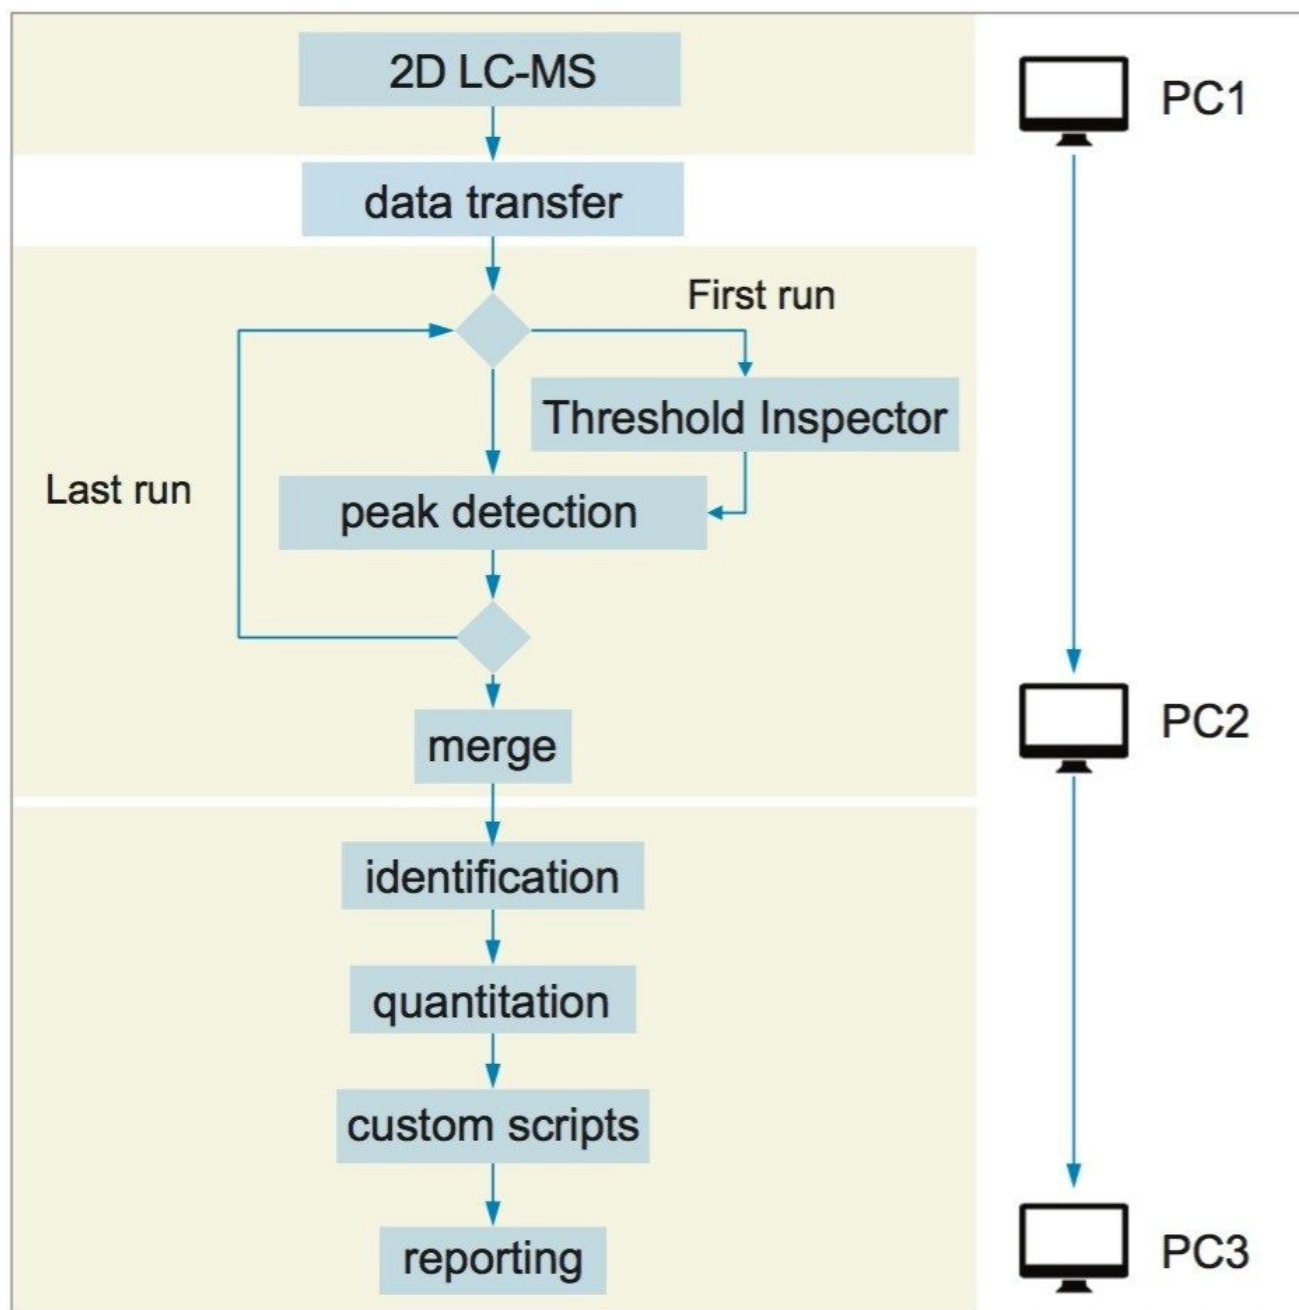 2D LC-MS
PC1
data transfer
First run
Threshold Inspector
Last run
peak detection
PC2
merge
identification
quantitation
custom scripts
reporting
PC3